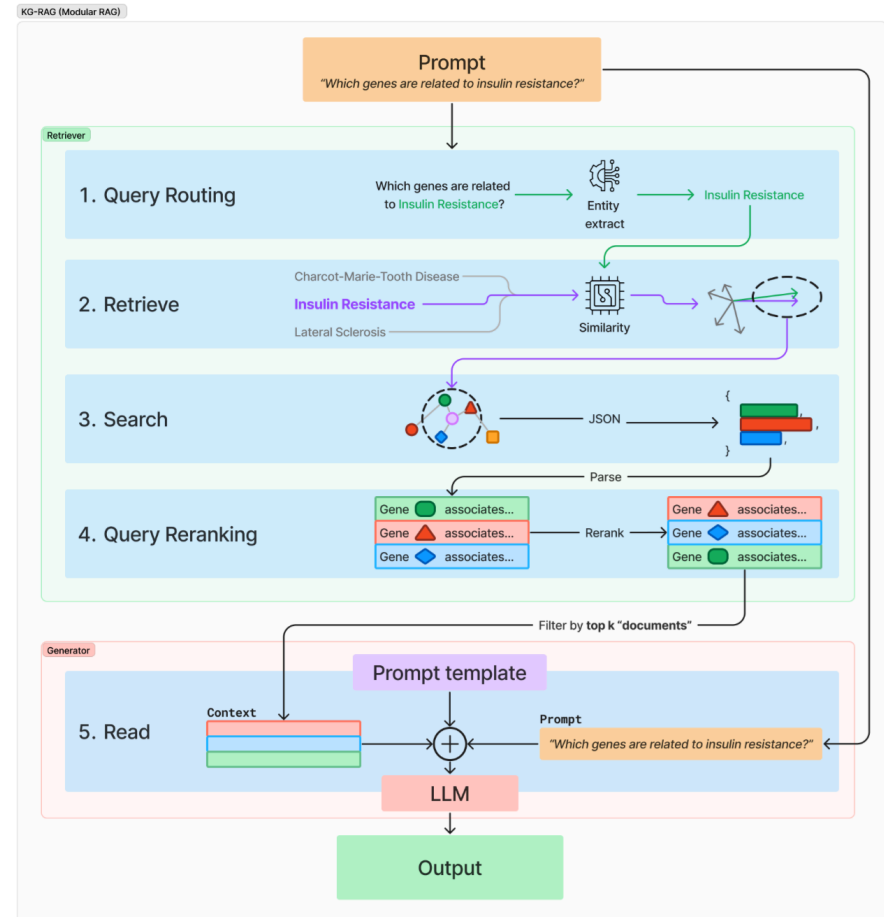 KG-RAG (Modular RAG)
Prompt
"Which genes are related to insulin resistance?"
Retriever
1. Query Routing
Which genes are related
to Insulin Resistance?
Entity
extract
Insulin Resistance
2. Retrieve
Charcot-Marie-Tooth Disease
Insulin Resistance
Lateral Sclerosis
Similarity
3. Search
JSON
{
,
,
,
}
Parse
4. Query Reranking
Gene associates...
Gene associates...
Gene associates...
Rerank
Gene associates...
Gene associates...
Gene associates...
Filter by top k "documents"
Generator
Prompt template
5. Read
Context
Prompt
"Which genes are related to insulin resistance?"
LLM
Output